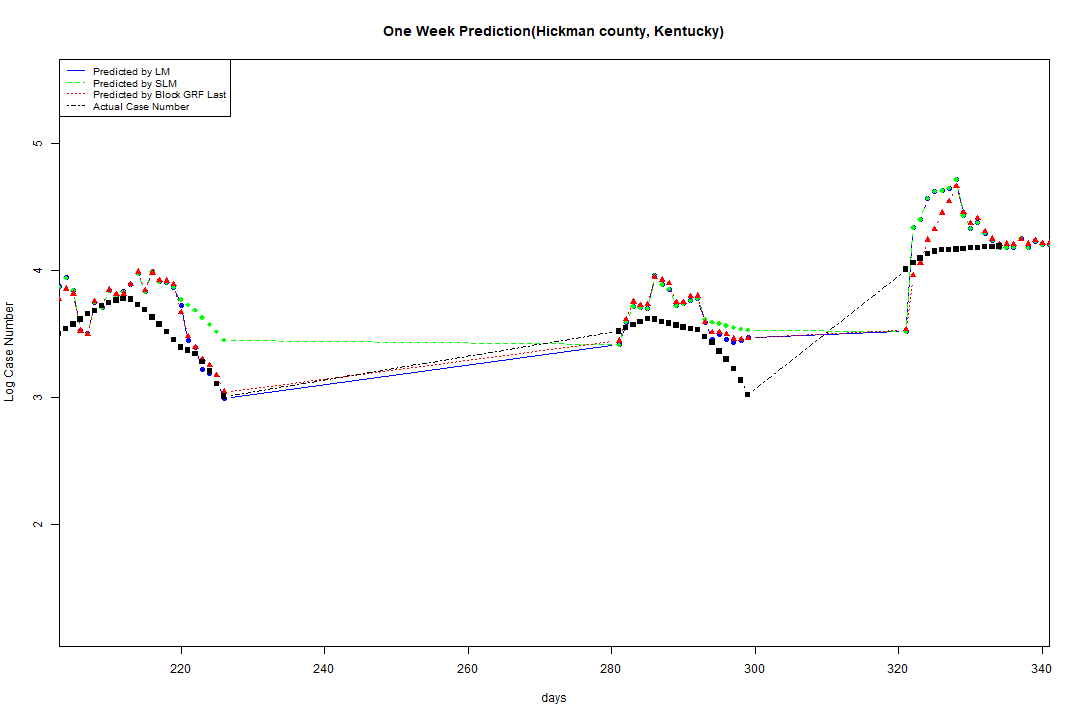 One Week Prediction(Hickman county, Kentucky)
Predicted by LM
Predicted by SLM
Predicted by Block GRF Last
Actual Case Number
5
4
3
2
Log Case Number
220 240 260 280 300 320 340
days